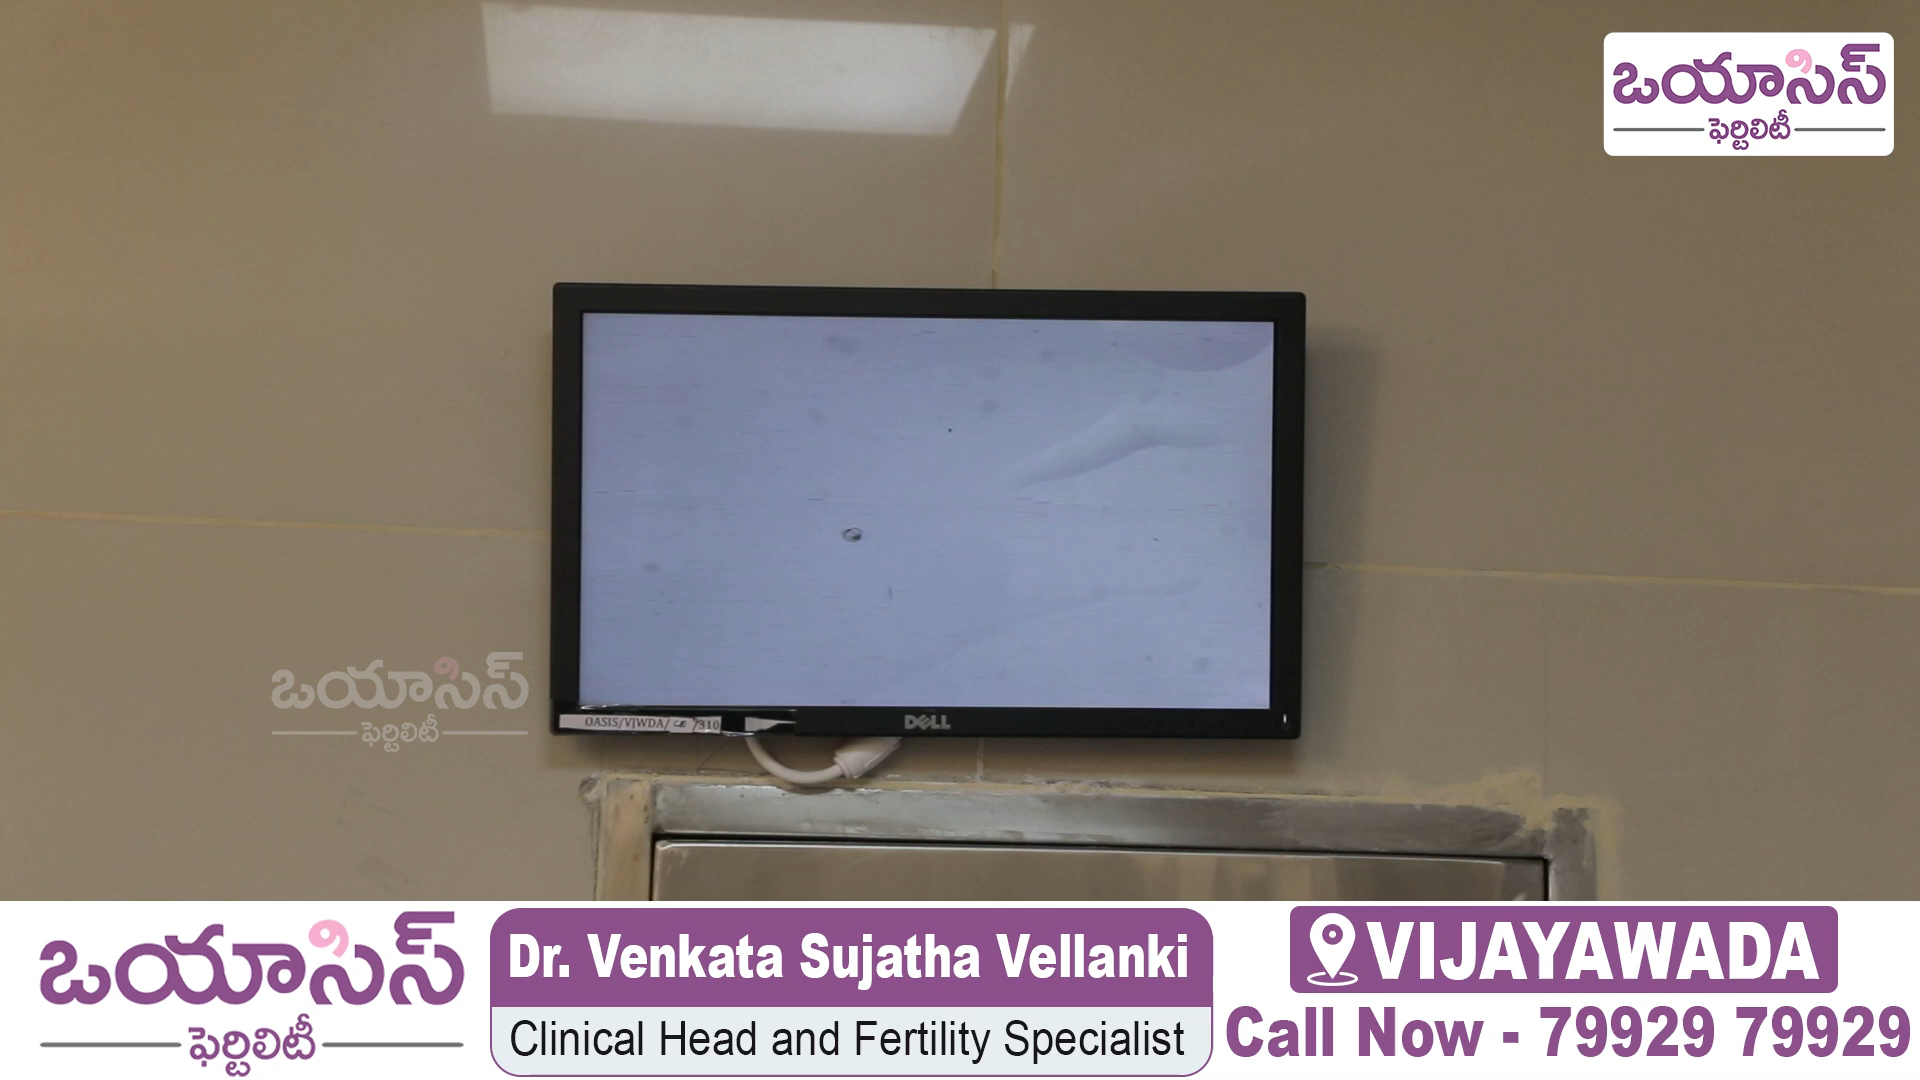 ఒయాసిస్
ఫెర్టిలిటీ
ఒయాసిస్
ఫెర్టిలిటీ
OASIS/VJWDA/CE/310
DELL
ఒయాసిస్
ఫెర్టిలిటీ
Dr. Venkata Sujatha Vellanki
Clinical Head and Fertility Specialist
VIJAYAWADA
Call Now - 79929 79929